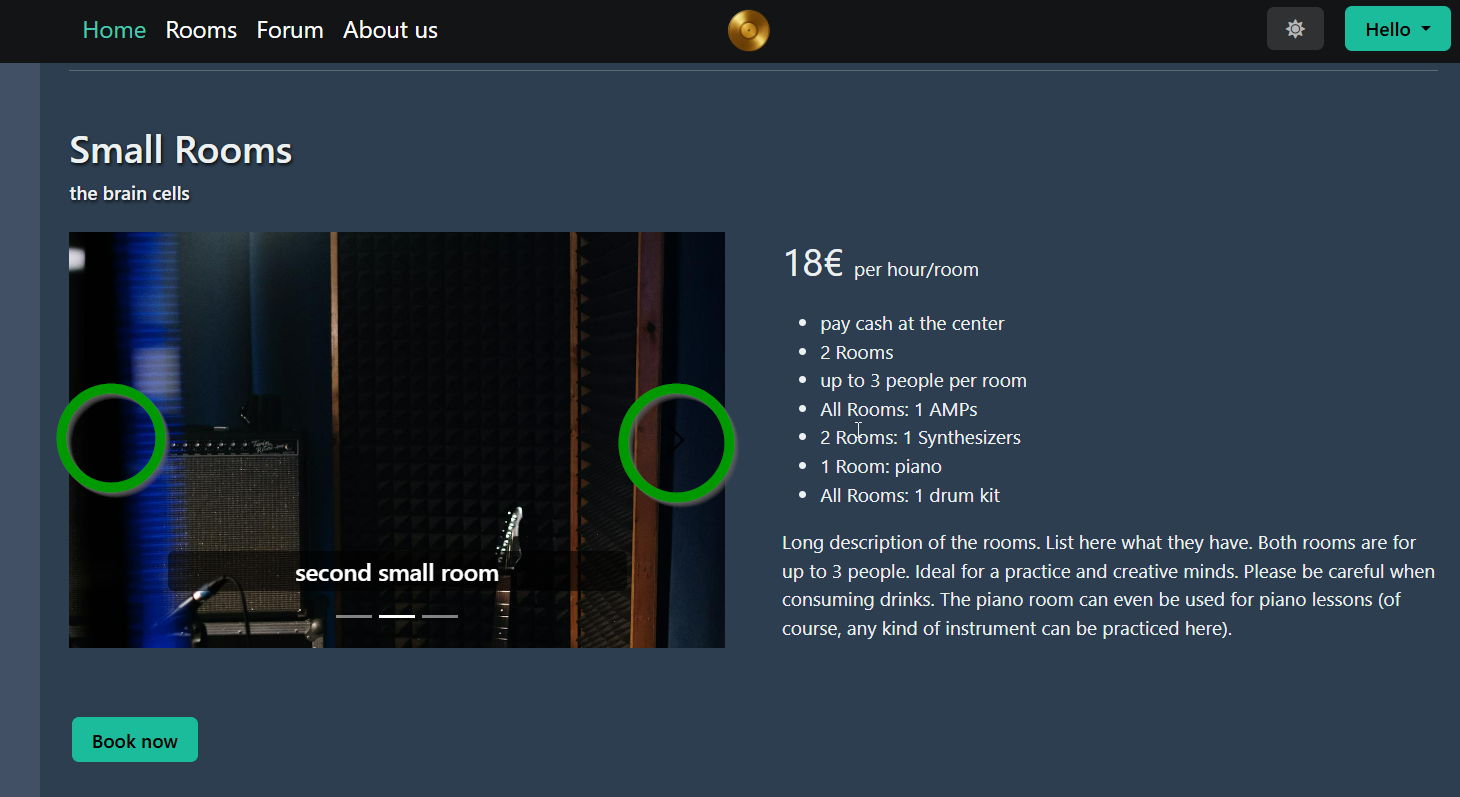 Home Rooms Forum About us Hello
Small Rooms
the brain cells
second small room
18€ per hour/room
pay cash at the center
2 Rooms
up to 3 people per room
All Rooms: 1 AMPs
2 Rooms: 1 Synthesizers
1 Room: piano
All Rooms: 1 drum kit
Long description of the rooms. List here what they have. Both rooms are for
up to 3 people. Ideal for a practice and creative minds. Please be careful when
consuming drinks. The piano room can even be used for piano lessons (of
course, any kind of instrument can be practiced here).
Book now